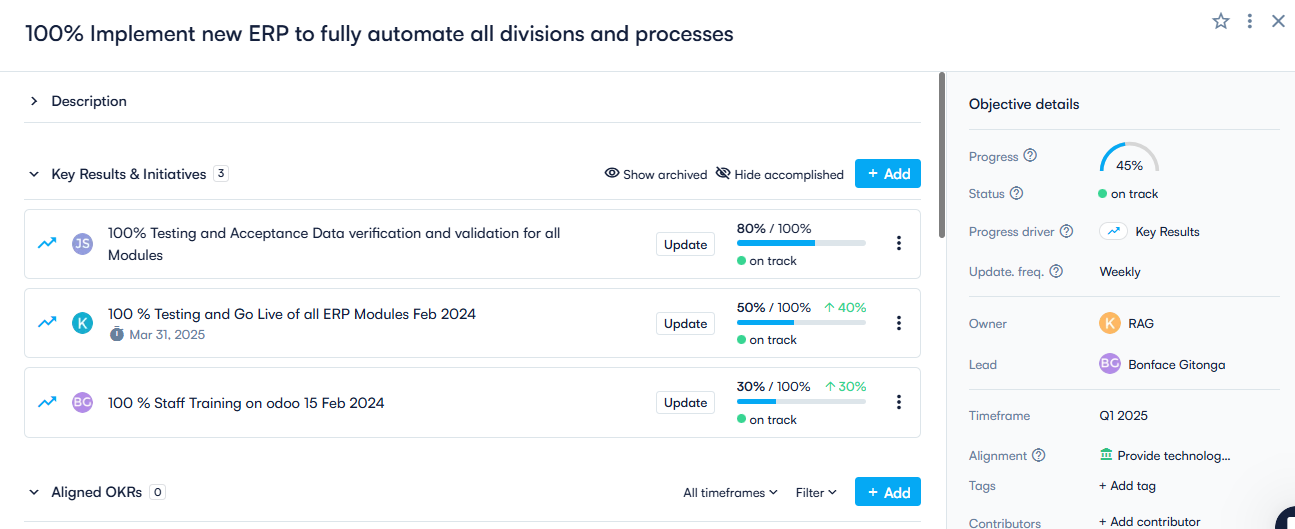 100% Implement new ERP to fully automate all divisions and processes
Description
Key Results & Initiatives 3
Show archived
Hide accomplished
+ Add
JS
100% Testing and Acceptance Data verification and validation for all
Modules
Update
80% / 100%
on track
K
100 % Testing and Go Live of all ERP Modules Feb 2024
Mar 31, 2025
Update
50% / 100% ↑ 40%
on track
BG
100 % Staff Training on odoo 15 Feb 2024
Update
30% / 100% ↑ 30%
on track
Aligned OKRs 0
All timeframes
Filter
+ Add
Objective details
Progress ? 45%
Status ? on track
Progress driver ? Key Results
Update. freq. ? Weekly
Owner K RAG
Lead BG Bonface Gitonga
Timeframe Q1 2025
Alignment ? Provide technolog...
Tags + Add tag
Contributors + Add contributor